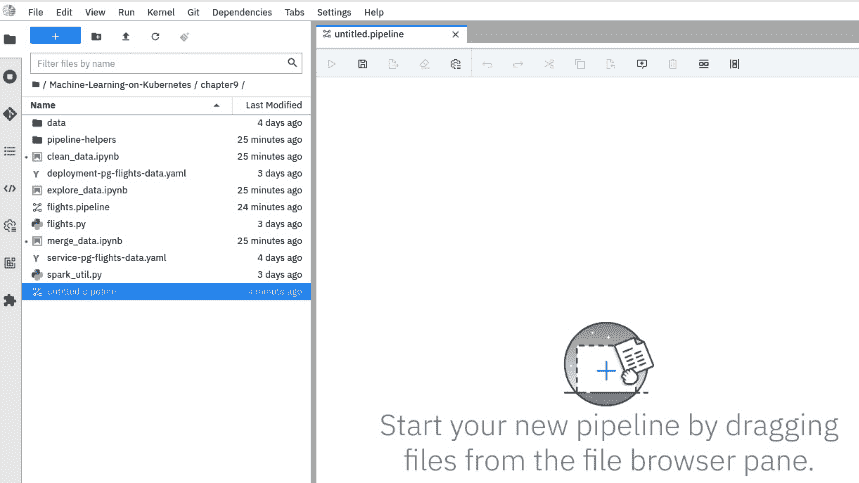 File Edit View Run Kernel Git Dependencies Tabs Settings Help
untitled.pipeline
Filter files by name
/ Machine-Learning-on-Kubernetes / chapter9 /
Name Last Modified
data 4 days ago
pipeline-helpers 25 minutes ago
clean_data.ipynb 25 minutes ago
Y deployment-pg-flights-data.yaml 3 days ago
explore_data.ipynb 25 minutes ago
flights.pipeline 24 minutes ago
flights.py 3 days ago
merge_data.ipynb 25 minutes ago
Y service-pg-flights-data.yaml 4 days ago
spark_util.py 3 days ago
minute ago
Start your new pipeline by dragging
files from the file browser pane.